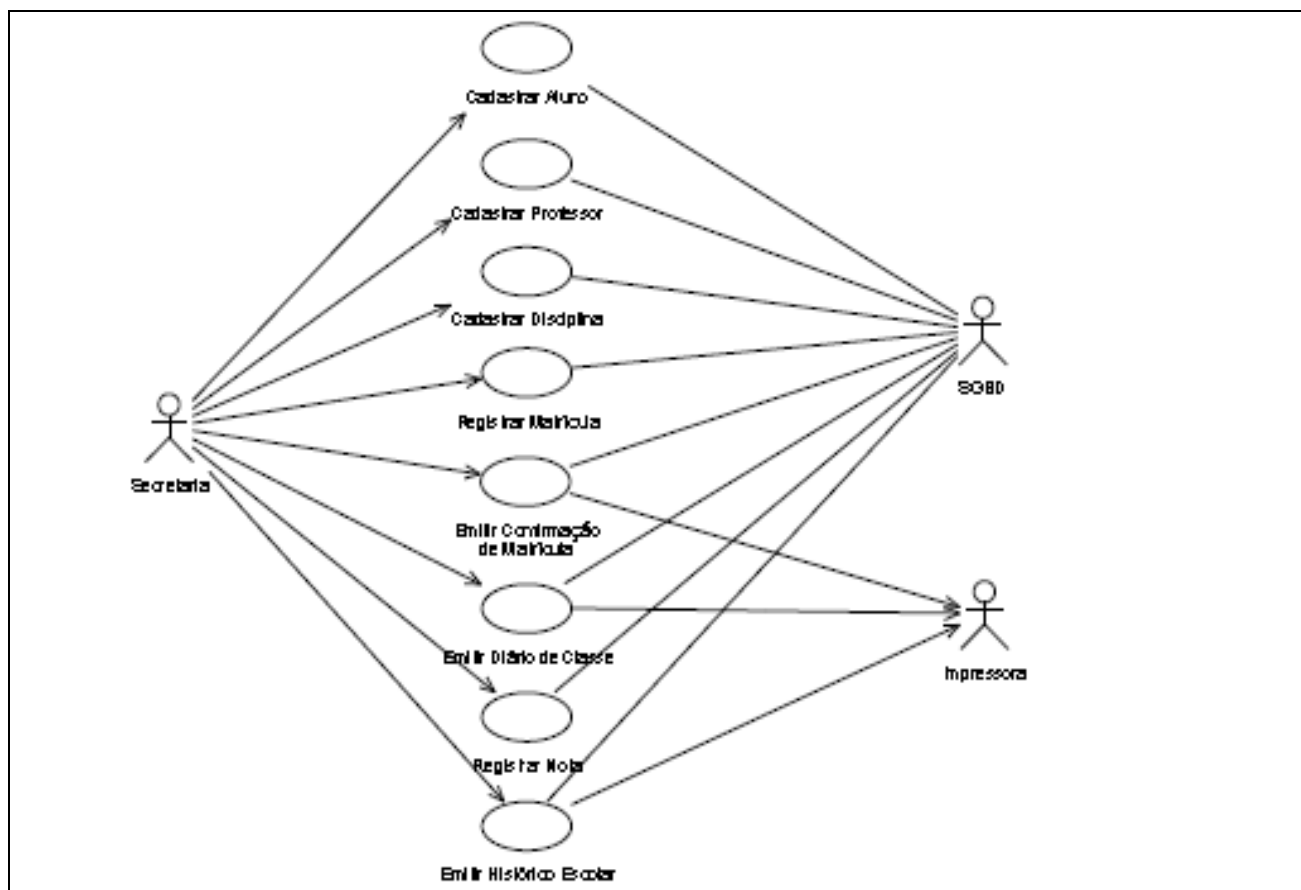 Cadastrar Aluno
Cadastrar Professor
Cadastrar Disciplina
SGBD
Registrar Matrícula
Secretaria
Emitir Confirmação
de Matrícula
Emitir Diário de Classe
Impressora
Registrar Nota
Emitir Histórico Escolar